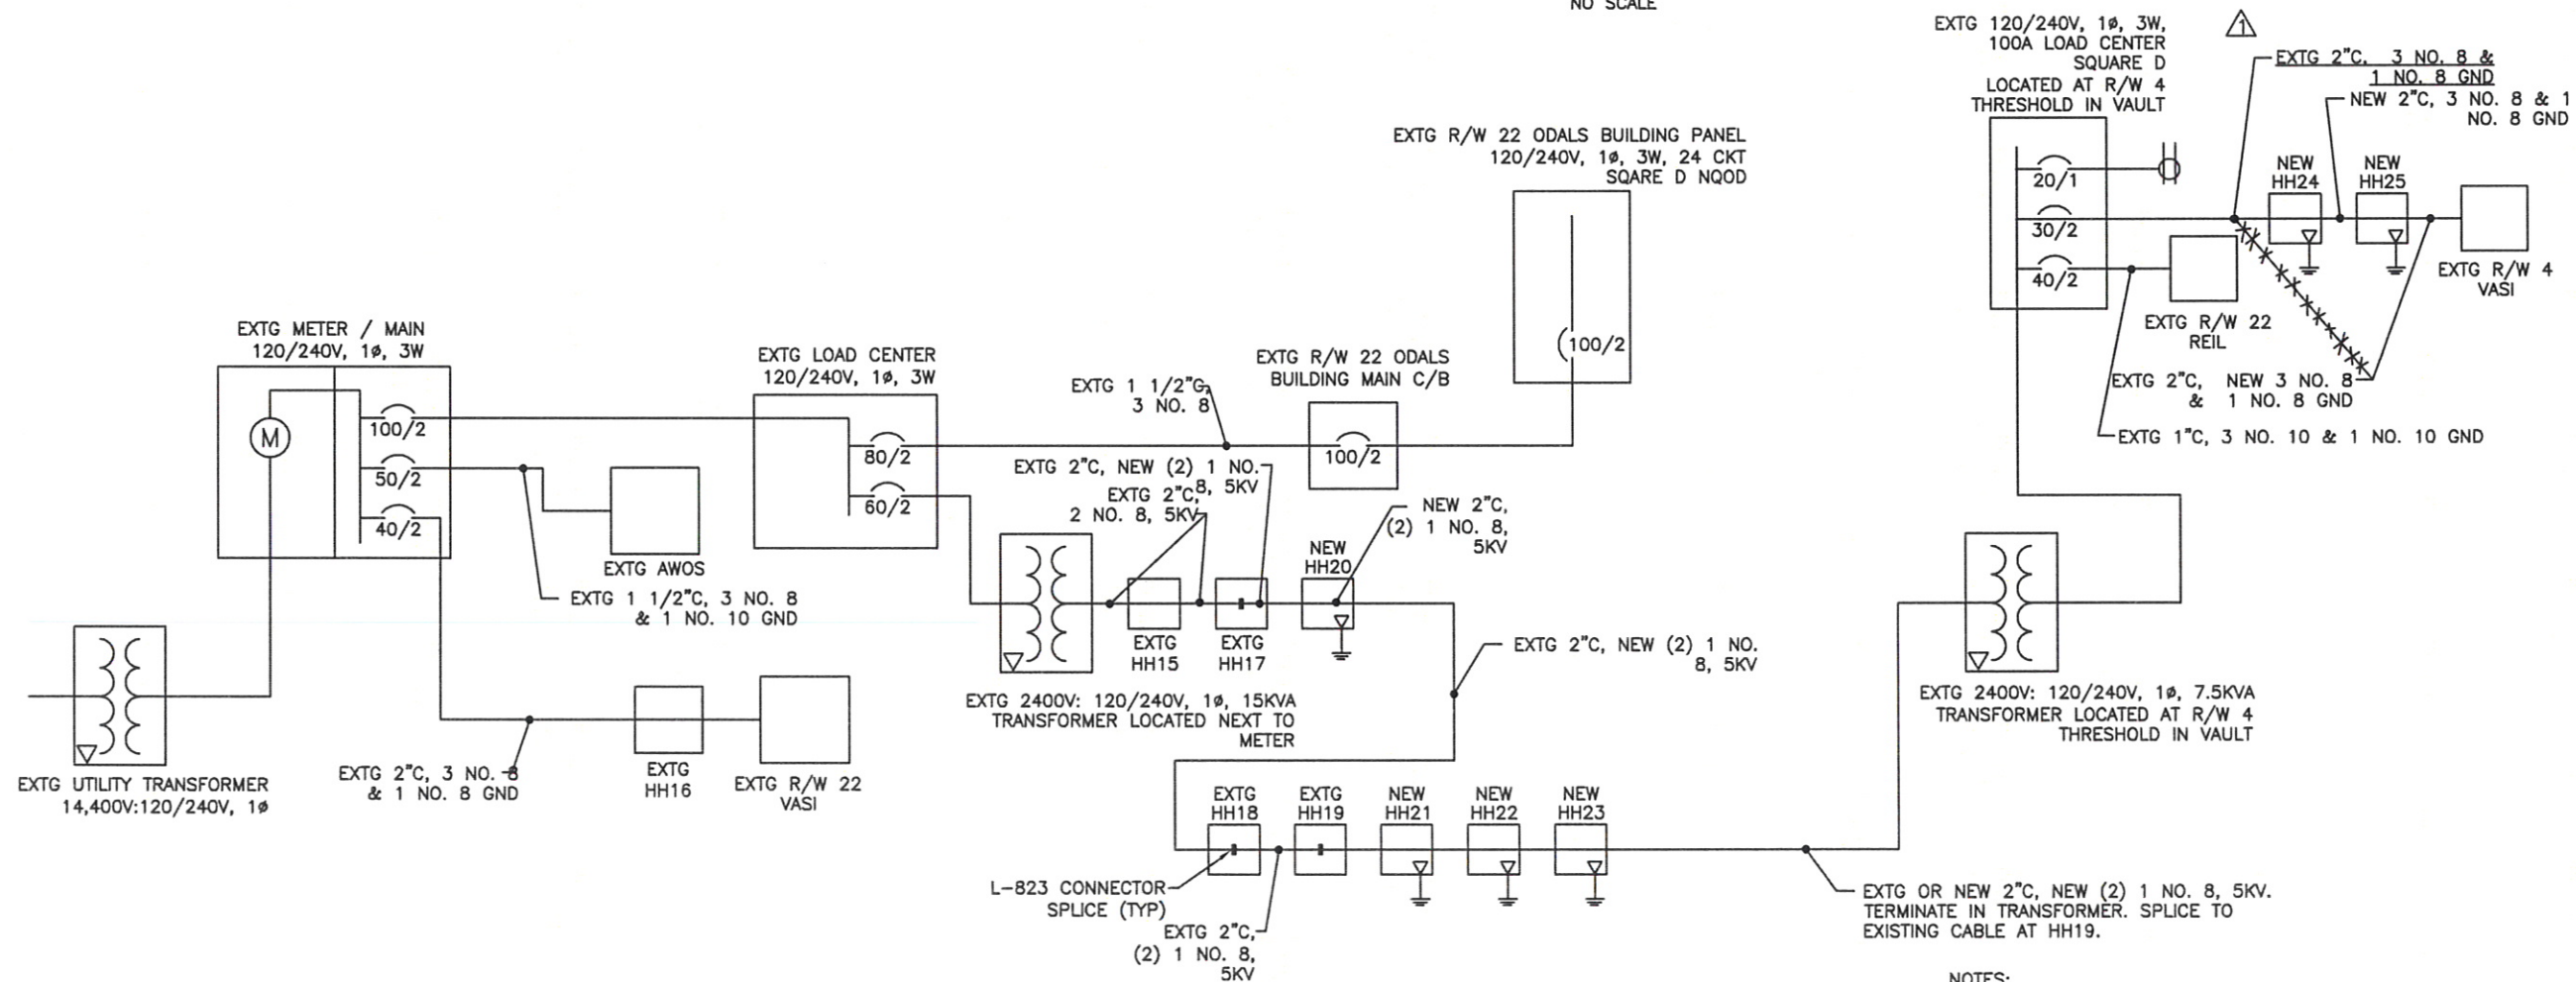 NO SCALE
EXTG 120/240V, 1ø, 3W,
100A LOAD CENTER
SQUARE D
LOCATED AT R/W 4
THRESHOLD IN VAULT
1
EXTG 2"C, 3 NO. 8 &
1 NO. 8 GND
NEW 2"C, 3 NO. 8 & 1
NO. 8 GND
EXTG R/W 22 ODALS BUILDING PANEL
120/240V, 1ø, 3W, 24 CKT
SQARE D NQOD
100/2
20/1
30/2
40/2
NEW
HH24
NEW
HH25
EXTG R/W 4
VASI
EXTG R/W 22
REIL
EXTG 2"C, NEW 3 NO. 8
& 1 NO. 8 GND
EXTG 1"C, 3 NO. 10 & 1 NO. 10 GND
EXTG METER / MAIN
120/240V, 1ø, 3W
M
100/2
50/2
40/2
EXTG LOAD CENTER
120/240V, 1ø, 3W
80/2
60/2
EXTG 1 1/2"G,
3 NO. 8
EXTG R/W 22 ODALS
BUILDING MAIN C/B
100/2
EXTG 2"C, NEW (2) 1 NO.
8, 5KV
EXTG 2"C,
2 NO. 8, 5KV
NEW 2"C,
(2) 1 NO. 8,
5KV
NEW
HH20
EXTG AWOS
EXTG 1 1/2"C, 3 NO. 8
& 1 NO. 10 GND
EXTG
HH15
EXTG
HH17
EXTG 2"C, NEW (2) 1 NO.
8, 5KV
EXTG 2400V: 120/240V, 1ø, 15KVA
TRANSFORMER LOCATED NEXT TO
METER
EXTG 2400V: 120/240V, 1ø, 7.5KVA
TRANSFORMER LOCATED AT R/W 4
THRESHOLD IN VAULT
EXTG UTILITY TRANSFORMER
14,400V:120/240V, 1ø
EXTG 2"C, 3 NO. 8
& 1 NO. 8 GND
EXTG
HH16
EXTG R/W 22
VASI
EXTG
HH18
EXTG
HH19
NEW
HH21
NEW
HH22
NEW
HH23
L-823 CONNECTOR
SPLICE (TYP)
EXTG 2"C,
(2) 1 NO. 8,
5KV
EXTG OR NEW 2"C, NEW (2) 1 NO. 8, 5KV.
TERMINATE IN TRANSFORMER. SPLICE TO
EXISTING CABLE AT HH19.
NOTES: